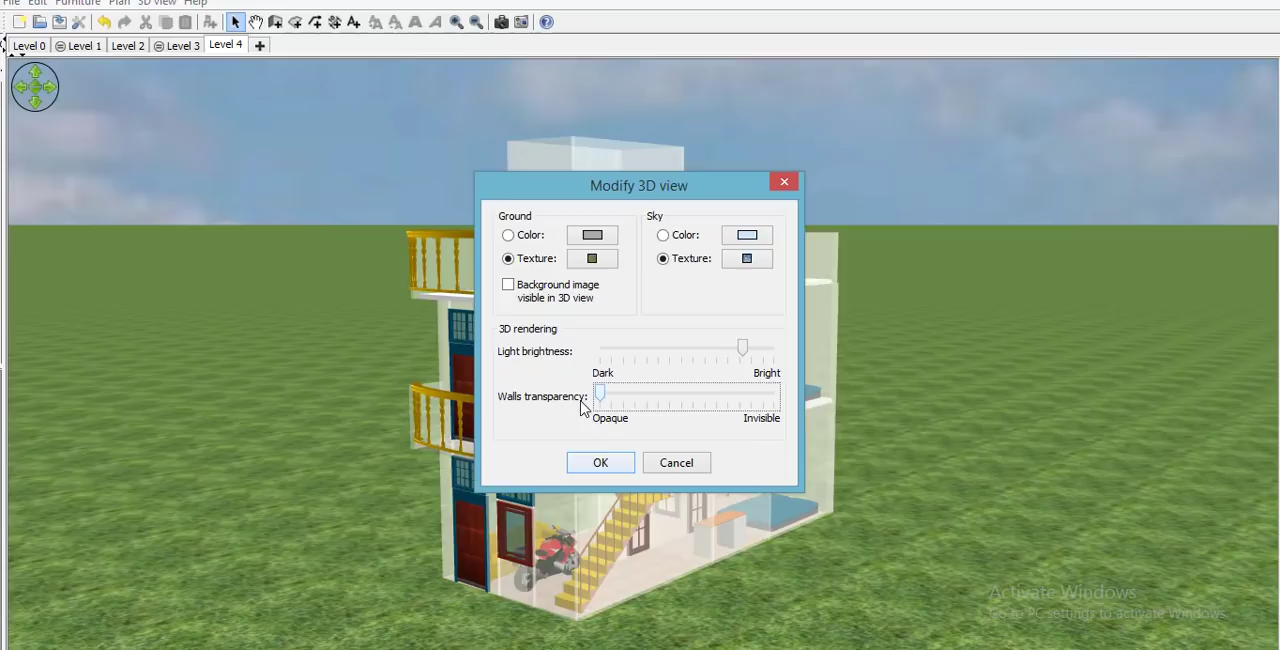 File Edit Furniture Plan 3D view Help
Level 0 Level 1 Level 2 Level 3 Level 4
Modify 3D view
Ground Sky
Color: Color:
Texture: Texture:
Background image
visible in 3D view
3D rendering
Light brightness:
Dark Bright
Walls transparency:
Opaque Invisible
OK Cancel
Activate Windows
Go to PC settings to activate Windows.